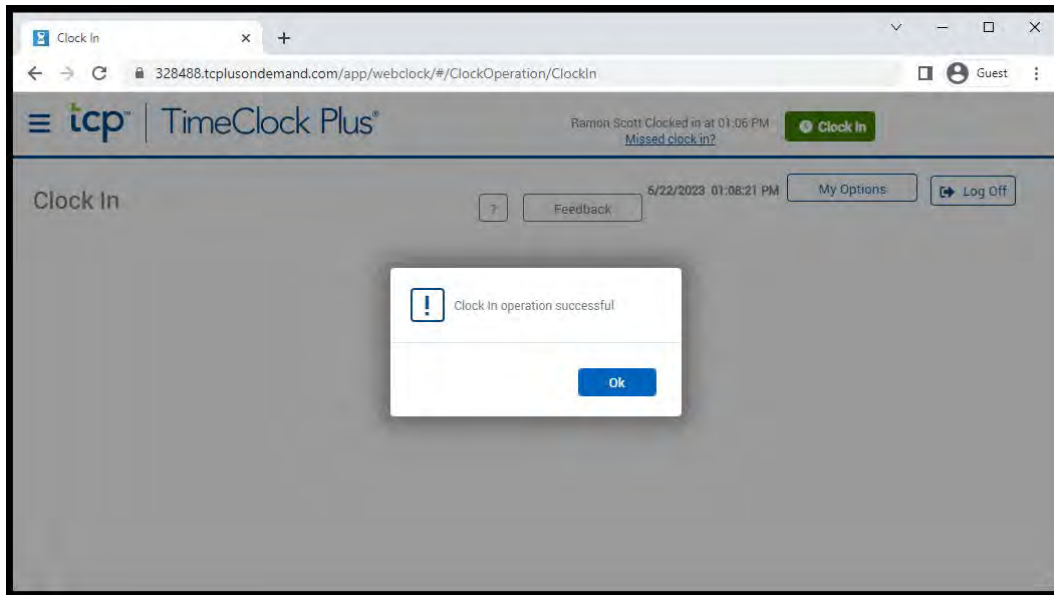 Clock In
328488.tcplusondemand.com/app/webclock/#/ClockOperation/ClockIn
Guest
tcp™ | TimeClock Plus®
Ramon Scott Clocked in at 01:06 PM
Missed clock in?
Clock In
Clock In
?
Feedback
6/22/2023 01:08:21 PM
My Options
Log Off
! Clock In operation successful
Ok